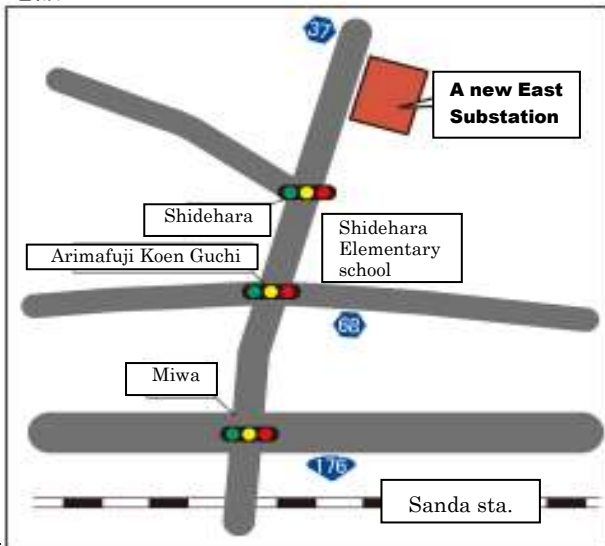 37
A new East
Substation
Shidehara
Shidehara
Elementary
school
Arimafuji Koen Guchi
68
Miwa
176
Sanda sta.